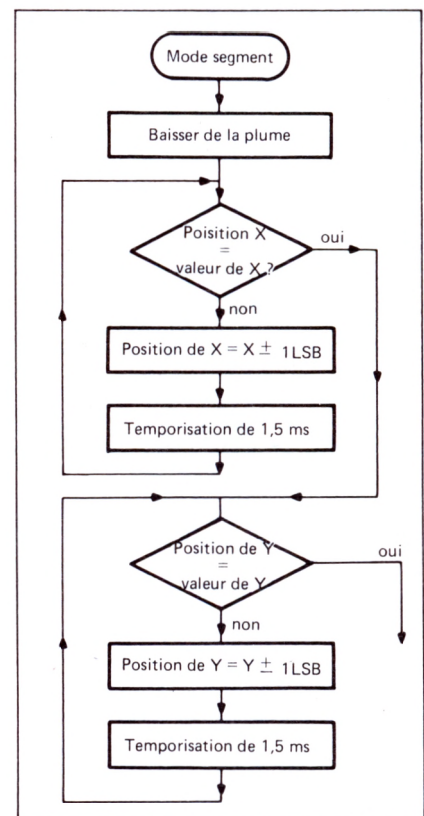 Mode segment
Baisser de la plume
Poisition X
=
valeur de X ?
oui
non
Position de X = X ± 1LSB
Temporisation de 1,5 ms
Position de Y
=
valeur de Y
oui
non
Position de Y = Y ± 1LSB
Temporisation de 1,5 ms